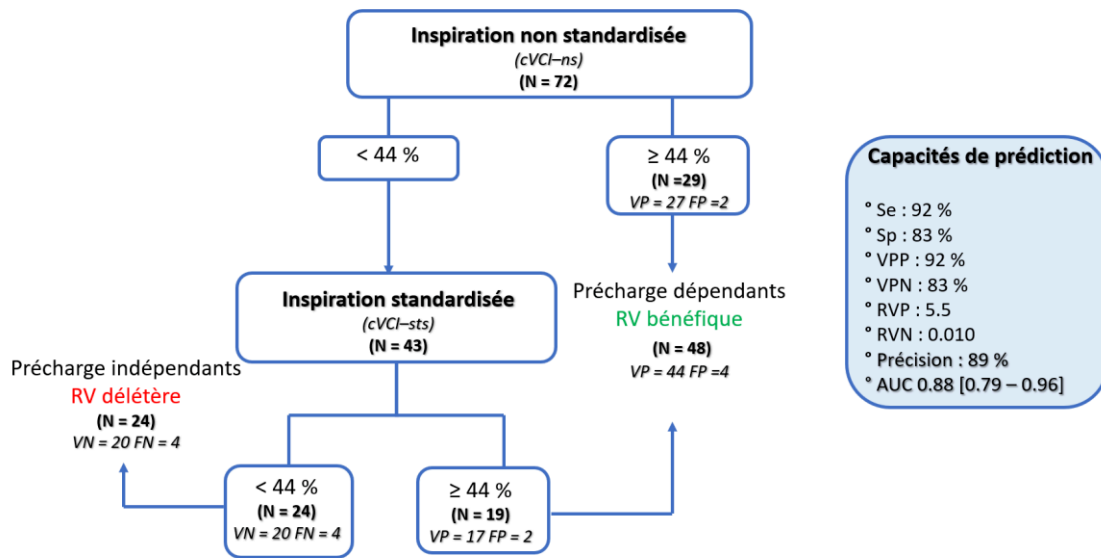 Inspiration non standardisée
(cVCI–ns)
(N = 72)
< 44 %
≥ 44 %
(N =29)
VP = 27 FP =2
Inspiration standardisée
(cVCI–sts)
(N = 43)
Précharge dépendants
RV bénéfique
(N = 48)
VP = 44 FP =4
Précharge indépendants
RV délétère
(N = 24)
VN = 20 FN = 4
< 44 %
(N = 24)
VN = 20 FN = 4
≥ 44 %
(N = 19)
VP = 17 FP = 2
Capacités de prédiction
° Se : 92 %
° Sp : 83 %
° VPP : 92 %
° VPN : 83 %
° RVP : 5.5
° RVN : 0.010
° Précision : 89 %
° AUC 0.88 [0.79 – 0.96]